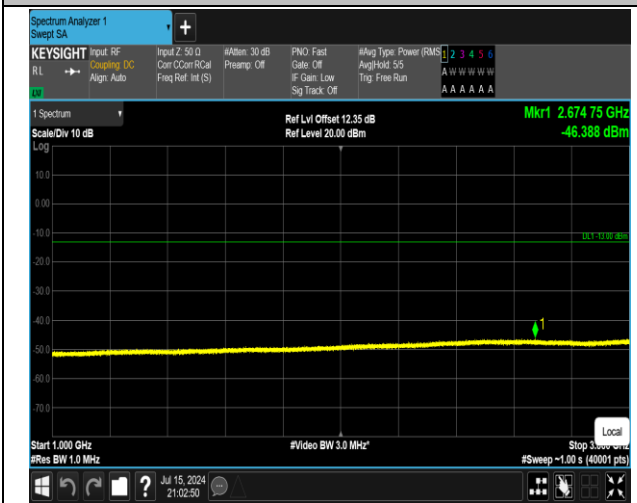 Spectrum Analyzer 1
Swept SA
+
KEYSIGHT
RL
LXI
Input: RF
Coupling: DC
Align: Auto
Input Z: 50 Ω
Corr CCorr RCal
Freq Ref: Int (S)
#Atten: 30 dB
Preamp: Off
PNO: Fast
Gate: Off
IF Gain: Low
Sig Track: Off
#Avg Type: Power (RMS
Avg|Hold: 5/5
Trig: Free Run
1 2 3 4 5 6
A W W W W W
A A A A A A
1 Spectrum
Scale/Div 10 dB
Log
Ref Lvl Offset 12.35 dB
Ref Level 20.00 dBm
Mkr1 2.674 75 GHz
-46.388 dBm
10.0
0.00
-10.0
DL1 -13.00 dBm
-20.0
-30.0
-40.0
1
-50.0
-60.0
-70.0
Local
Start 1.000 GHz
#Res BW 1.0 MHz
#Video BW 3.0 MHz*
Stop 3.000 GHz
#Sweep ~1.00 s (40001 pts)
?
Jul 15, 2024
21:02:50